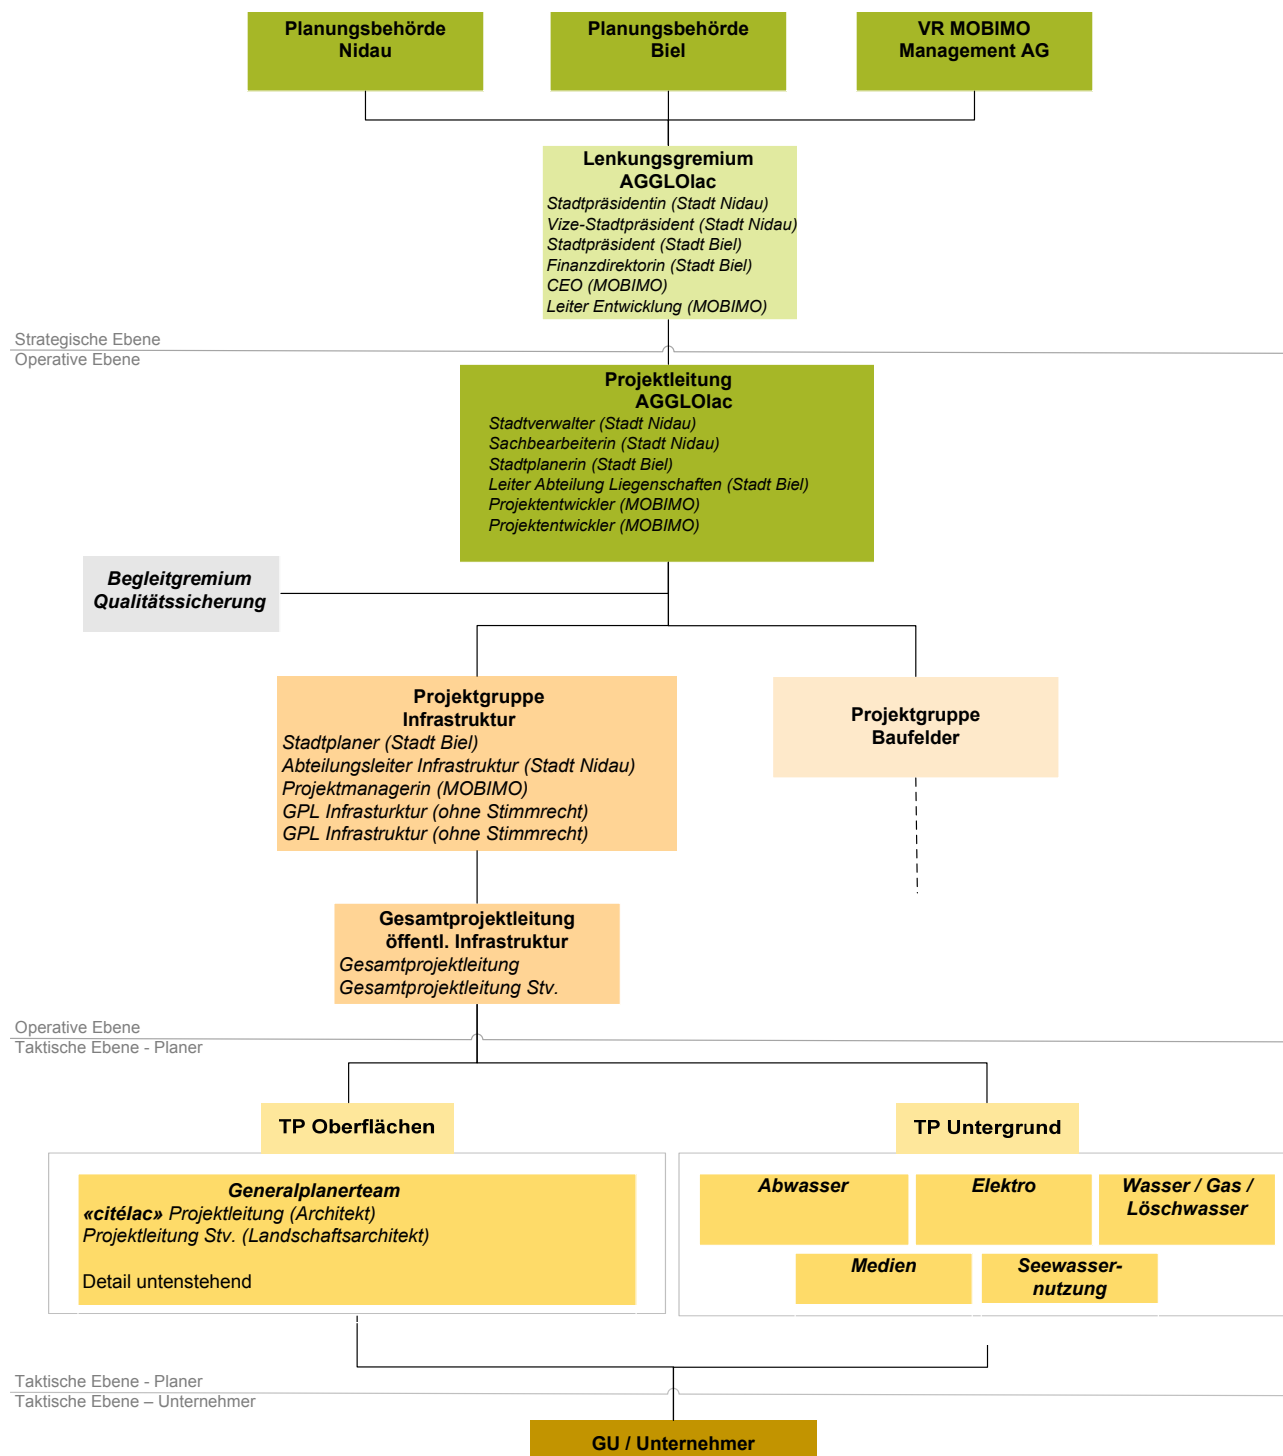 Planungsbehörde
Nidau
Planungsbehörde
Biel
VR MOBIMO
Management AG
Lenkungsgremium
AGGLOlac
Stadtpräsidentin (Stadt Nidau)
Vize-Stadtpräsident (Stadt Nidau)
Stadtpräsident (Stadt Biel)
Finanzdirektorin (Stadt Biel)
CEO (MOBIMO)
Leiter Entwicklung (MOBIMO)
Strategische Ebene
Operative Ebene
Projektleitung
AGGLOlac
Stadtverwalter (Stadt Nidau)
Sachbearbeiterin (Stadt Nidau)
Stadtplanerin (Stadt Biel)
Leiter Abteilung Liegenschaften (Stadt Biel)
Projektentwickler (MOBIMO)
Projektentwickler (MOBIMO)
Begleitgremium
Qualitätssicherung
Projektgruppe
Infrastruktur
Stadtplaner (Stadt Biel)
Abteilungsleiter Infrastruktur (Stadt Nidau)
Projektmanagerin (MOBIMO)
GPL Infrasturktur (ohne Stimmrecht)
GPL Infrastruktur (ohne Stimmrecht)
Projektgruppe
Baufelder
Gesamtprojektleitung
öffentl. Infrastruktur
Gesamtprojektleitung
Gesamtprojektleitung Stv.
Operative Ebene
Taktische Ebene - Planer
TP Oberflächen
Generalplanerteam
«citélac» Projektleitung (Architekt)
Projektleitung Stv. (Landschaftsarchitekt)
Detail untenstehend
TP Untergrund
Abwasser
Elektro
Wasser / Gas /
Löschwasser
Medien
Seewasser-
nutzung
Taktische Ebene - Planer
Taktische Ebene – Unternehmer
GU / Unternehmer